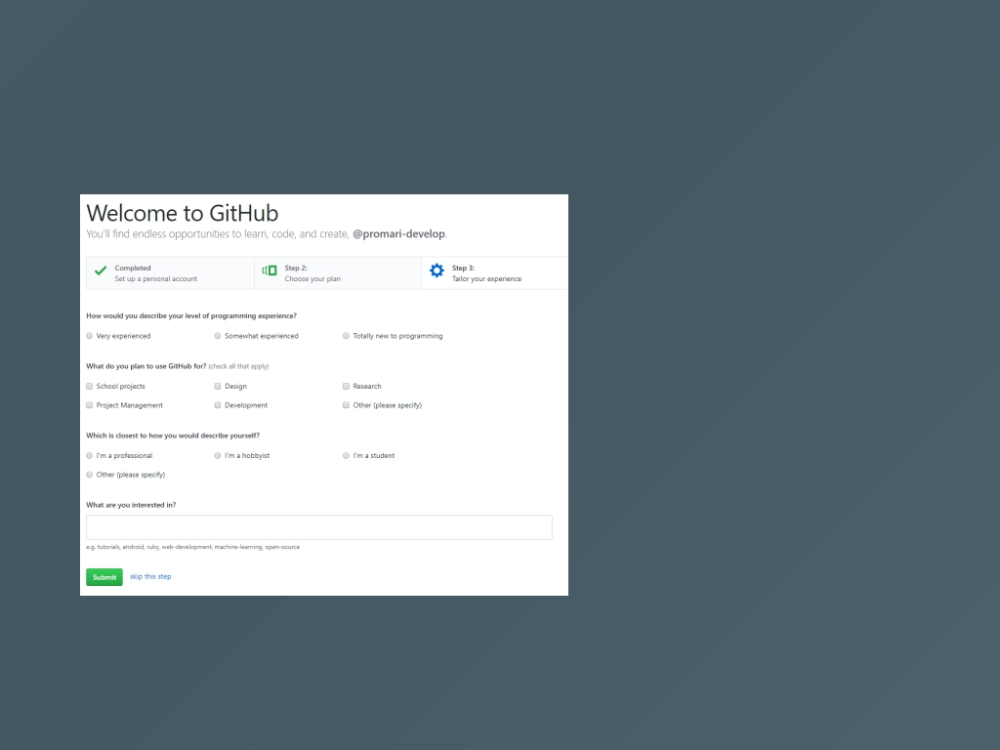 Welcome to GitHub
You'll find endless opportunities to learn, code, and create, @promari-develop.
Completed
Set up a personal account
Step 2:
Choose your plan
Step 3:
Tailor your experience
How would you describe your level of programming experience?
Very experienced
Somewhat experienced
Totally new to programming
What do you plan to use GitHub for? (check all that apply)
School projects
Design
Research
Project Management
Development
Other (please specify)
Which is closest to how you would describe yourself?
I'm a professional
I'm a hobbyist
I'm a student
Other (please specify)
What are you interested in?
e.g. tutorials, android, ruby, web-development, machine-learning, open-source
Submit
skip this step